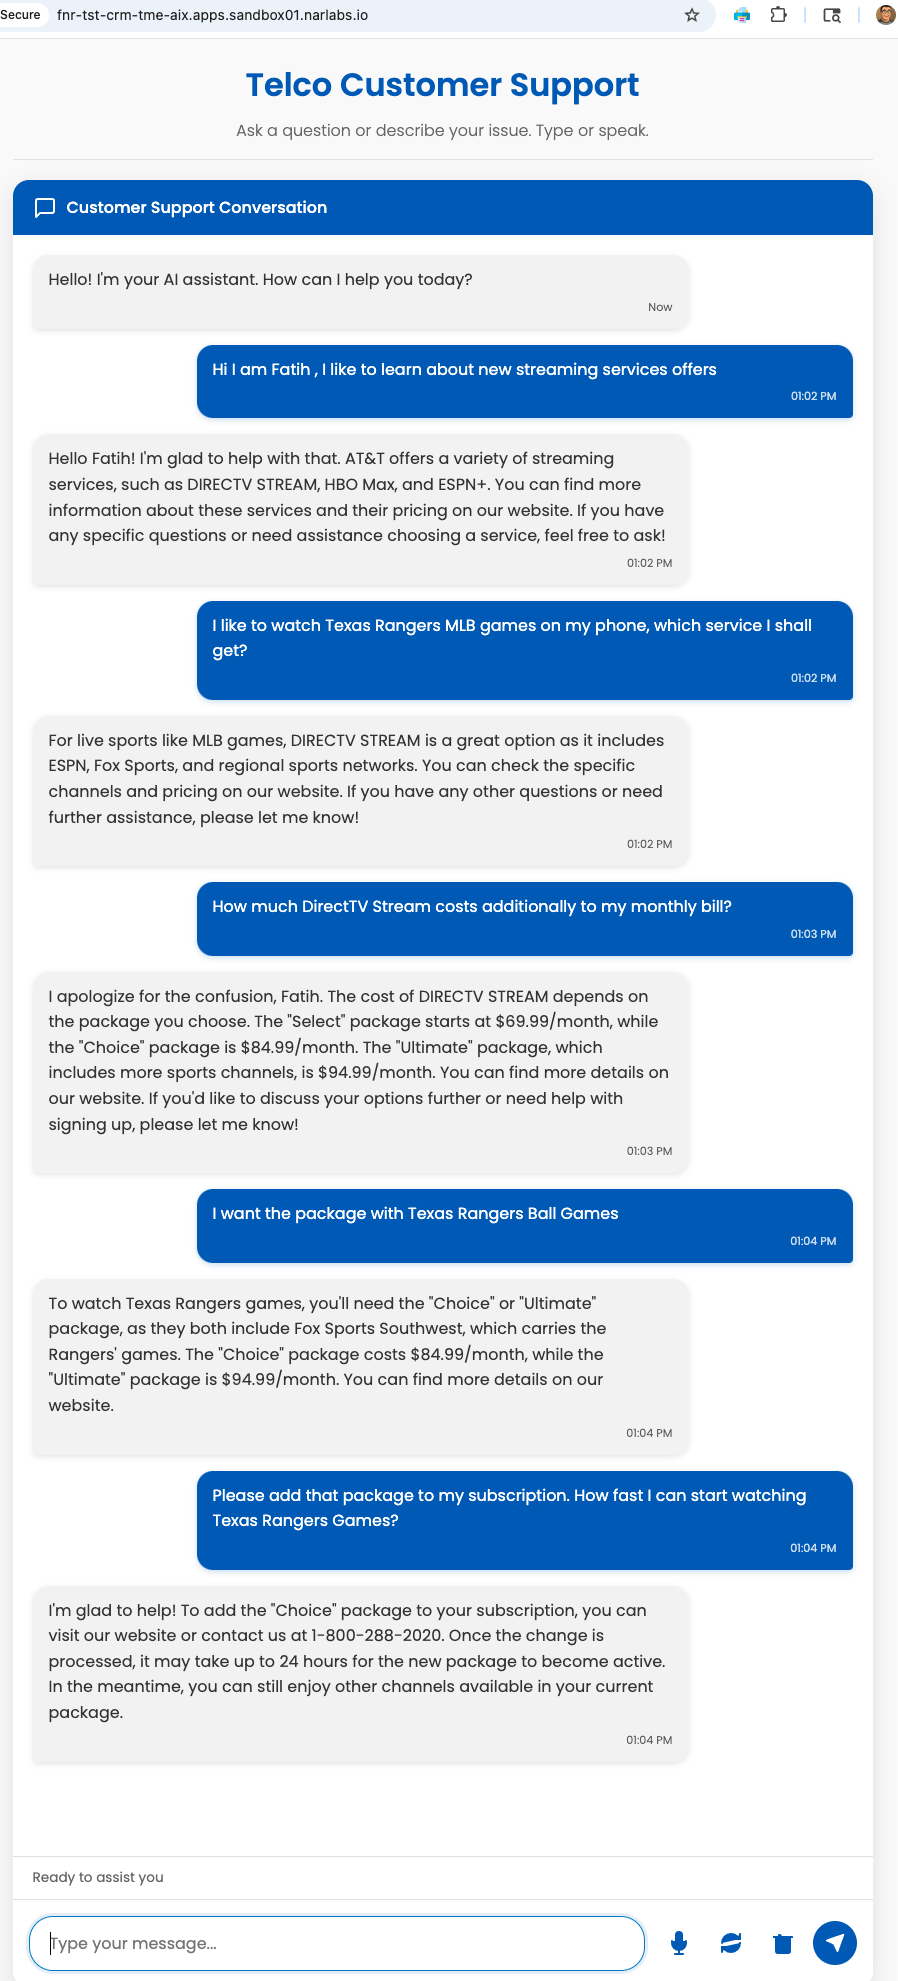 Secure
fnr-tst-crm-tme-aix.apps.sandbox01.narlabs.io
Telco Customer Support
Ask a question or describe your issue. Type or speak.
Customer Support Conversation
Hello! I'm your AI assistant. How can I help you today?
Now
Hi I am Fatih , I like to learn about new streaming services offers
01:02 PM
Hello Fatih! I'm glad to help with that. AT&T offers a variety of streaming
services, such as DIRECTV STREAM, HBO Max, and ESPN+. You can find more
information about these services and their pricing on our website. If you have
any specific questions or need assistance choosing a service, feel free to ask!
01:02 PM
I like to watch Texas Rangers MLB games on my phone, which service I shall
get?
01:02 PM
For live sports like MLB games, DIRECTV STREAM is a great option as it includes
ESPN, Fox Sports, and regional sports networks. You can check the specific
channels and pricing on our website. If you have any other questions or need
further assistance, please let me know!
01:02 PM
How much DirectTV Stream costs additionally to my monthly bill?
01:03 PM
I apologize for the confusion, Fatih. The cost of DIRECTV STREAM depends on
the package you choose. The "Select" package starts at $69.99/month, while
the "Choice" package is $84.99/month. The "Ultimate" package, which
includes more sports channels, is $94.99/month. You can find more details on
our website. If you'd like to discuss your options further or need help with
signing up, please let me know!
01:03 PM
I want the package with Texas Rangers Ball Games
01:04 PM
To watch Texas Rangers games, you'll need the "Choice" or "Ultimate"
package, as they both include Fox Sports Southwest, which carries the
Rangers' games. The "Choice" package costs $84.99/month, while the
"Ultimate" package is $94.99/month. You can find more details on our
website.
01:04 PM
Please add that package to my subscription. How fast I can start watching
Texas Rangers Games?
01:04 PM
I'm glad to help! To add the "Choice" package to your subscription, you can
visit our website or contact us at 1-800-288-2020. Once the change is
processed, it may take up to 24 hours for the new package to become active.
In the meantime, you can still enjoy other channels available in your current
package.
01:04 PM
Ready to assist you
Type your message...